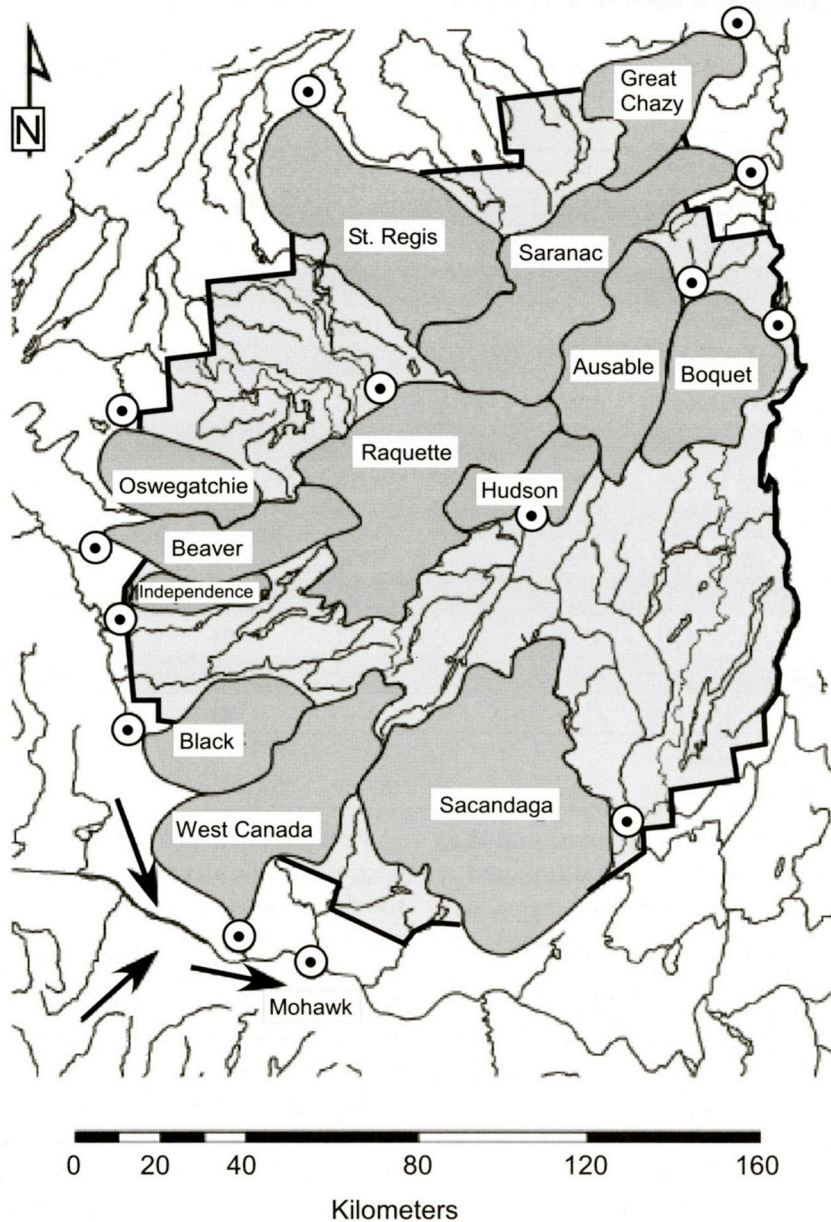 Great
Chazy
N
St. Regis
Saranac
Ausable
Boquet
Raquette
Oswegatchie
Hudson
Beaver
Independence
Black
West Canada
Sacandaga
Mohawk
0 20 40 80 120 160
Kilometers